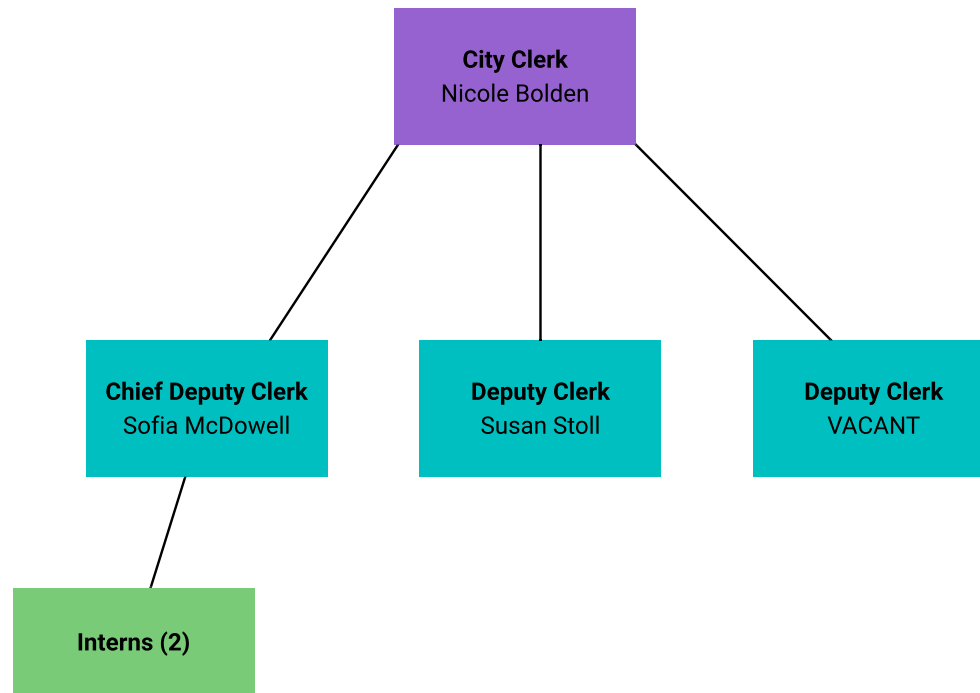 City Clerk
Nicole Bolden
Chief Deputy Clerk
Sofia McDowell
Deputy Clerk
Susan Stoll
Deputy Clerk
VACANT
Interns (2)